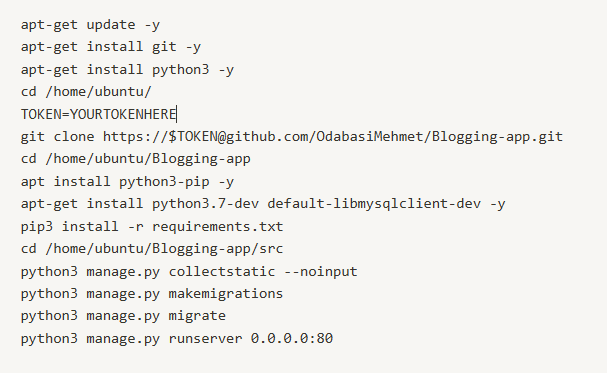 apt-get update -y
apt-get install git -y
apt-get install python3 -y
cd /home/ubuntu/
TOKEN=YOURTOKENHERE
git clone https://$TOKEN@github.com/OdabasiMehmet/Blogging-app.git
cd /home/ubuntu/Blogging-app
apt install python3-pip -y
apt-get install python3.7-dev default-libmysqlclient-dev -y
pip3 install -r requirements.txt
cd /home/ubuntu/Blogging-app/src
python3 manage.py collectstatic --noinput
python3 manage.py makemigrations
python3 manage.py migrate
python3 manage.py runserver 0.0.0.0:80